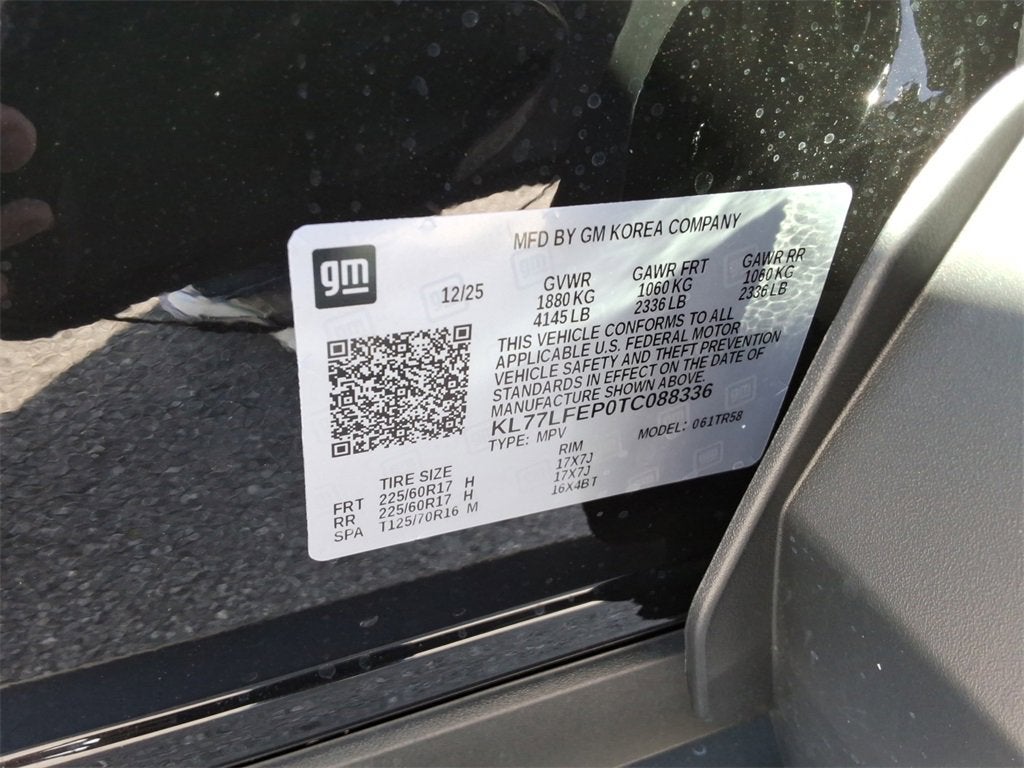 MFD BY GM KOREA COMPANY
gm
12/25
GVWR
1880 KG
4145 LB
GAWR FRT
1060 KG
2336 LB
GAWR RR
1060 KG
2336 LB
THIS VEHICLE CONFORMS TO ALL
APPLICABLE U.S. FEDERAL MOTOR
VEHICLE SAFETY AND THEFT PREVENTION
STANDARDS IN EFFECT ON THE DATE OF
MANUFACTURE SHOWN ABOVE.
KL77LFEP0TC088336
TYPE: MPV
MODEL: 061TR58
TIRE SIZE
RIM
FRT 225/60R17 H 17X7J
RR 225/60R17 H 17X7J
SPA T125/70R16 M 16X4BT